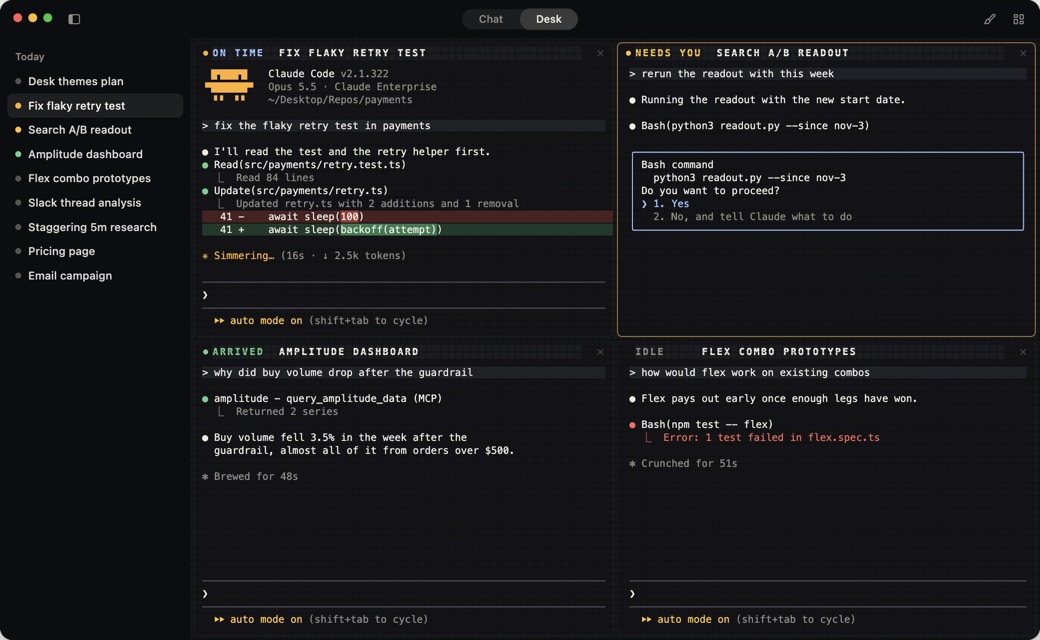 Chat
Desk
Today
Desk themes plan
Fix flaky retry test
Search A/B readout
Amplitude dashboard
Flex combo prototypes
Slack thread analysis
Staggering 5m research
Pricing page
Email campaign
ON TIME FIX FLAKY RETRY TEST
Claude Code v2.1.322
Opus 5.5 · Claude Enterprise
~/Desktop/Repos/payments
> fix the flaky retry test in payments
● I'll read the test and the retry helper first.
● Read(src/payments/retry.test.ts)
⎿ Read 84 lines
● Update(src/payments/retry.ts)
⎿ Updated retry.ts with 2 additions and 1 removal
41 - await sleep(100)
41 + await sleep(backoff(attempt))
✳ Simmering… (16s · ↓ 2.5k tokens)
❯
⏵⏵ auto mode on (shift+tab to cycle)
NEEDS YOU SEARCH A/B READOUT
> rerun the readout with this week
● Running the readout with the new start date.
● Bash(python3 readout.py --since nov-3)
Bash command
python3 readout.py --since nov-3
Do you want to proceed?
❯ 1. Yes
2. No, and tell Claude what to do
ARRIVED AMPLITUDE DASHBOARD
> why did buy volume drop after the guardrail
● amplitude - query_amplitude_data (MCP)
⎿ Returned 2 series
● Buy volume fell 3.5% in the week after the
guardrail, almost all of it from orders over $500.
✻ Brewed for 48s
❯
⏵⏵ auto mode on (shift+tab to cycle)
IDLE FLEX COMBO PROTOTYPES
> how would flex work on existing combos
● Flex pays out early once enough legs have won.
● Bash(npm test -- flex)
⎿ Error: 1 test failed in flex.spec.ts
✻ Crunched for 51s
❯
⏵⏵ auto mode on (shift+tab to cycle)